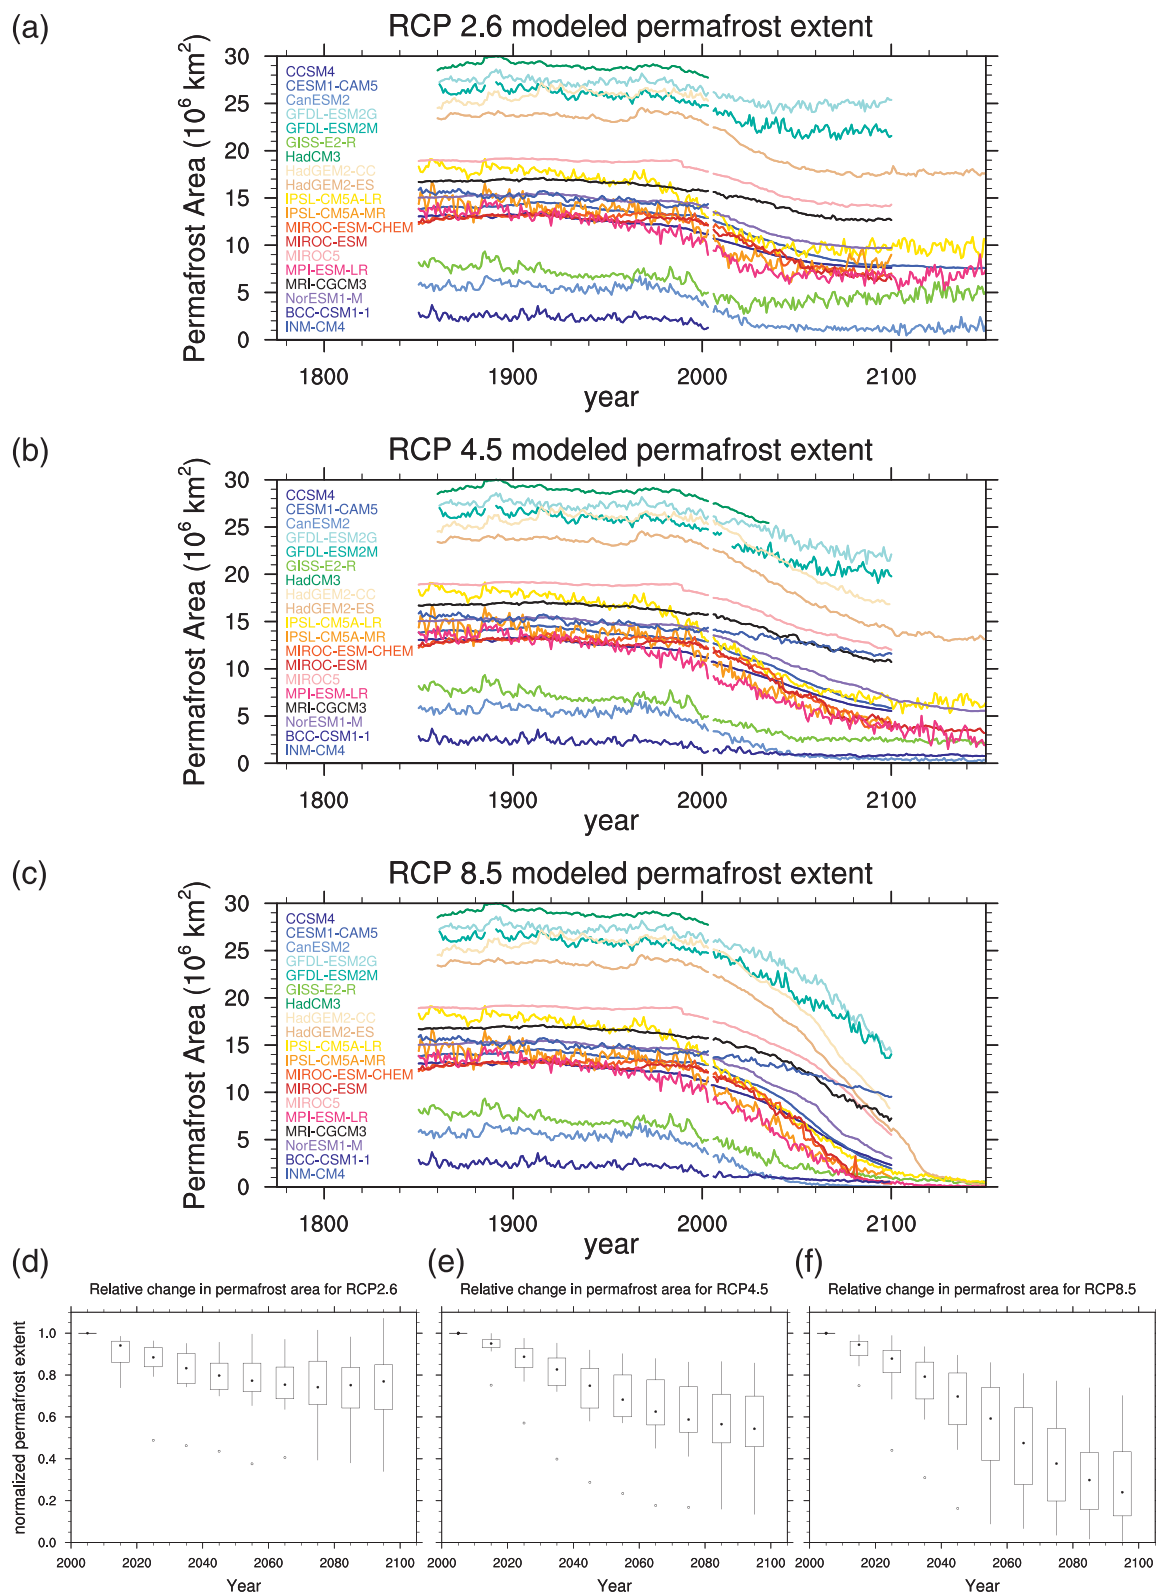 (a)
RCP 2.6 modeled permafrost extent
Permafrost Area (10⁶ km²)
30
25
20
15
10
5
0
CCSM4
CESM1-CAM5
CanESM2
GFDL-ESM2G
GFDL-ESM2M
GISS-E2-R
HadCM3
HadGEM2-CC
HadGEM2-ES
IPSL-CM5A-LR
IPSL-CM5A-MR
MIROC-ESM-CHEM
MIROC-ESM
MIROC5
MPI-ESM-LR
MRI-CGCM3
NorESM1-M
BCC-CSM1-1
INM-CM4
1800 1900 2000 2100
year
(b)
RCP 4.5 modeled permafrost extent
Permafrost Area (10⁶ km²)
30
25
20
15
10
5
0
CCSM4
CESM1-CAM5
CanESM2
GFDL-ESM2G
GFDL-ESM2M
GISS-E2-R
HadCM3
HadGEM2-CC
HadGEM2-ES
IPSL-CM5A-LR
IPSL-CM5A-MR
MIROC-ESM-CHEM
MIROC-ESM
MIROC5
MPI-ESM-LR
MRI-CGCM3
NorESM1-M
BCC-CSM1-1
INM-CM4
1800 1900 2000 2100
year
(c)
RCP 8.5 modeled permafrost extent
Permafrost Area (10⁶ km²)
30
25
20
15
10
5
0
CCSM4
CESM1-CAM5
CanESM2
GFDL-ESM2G
GFDL-ESM2M
GISS-E2-R
HadCM3
HadGEM2-CC
HadGEM2-ES
IPSL-CM5A-LR
IPSL-CM5A-MR
MIROC-ESM-CHEM
MIROC-ESM
MIROC5
MPI-ESM-LR
MRI-CGCM3
NorESM1-M
BCC-CSM1-1
INM-CM4
1800 1900 2000 2100
year
(d)
Relative change in permafrost area for RCP2.6
normalized permafrost extent
1.0
0.8
0.6
0.4
0.2
0.0
2000 2020 2040 2060 2080 2100
Year
(e)
Relative change in permafrost area for RCP4.5
2000 2020 2040 2060 2080 2100
Year
(f)
Relative change in permafrost area for RCP8.5
2000 2020 2040 2060 2080 2100
Year